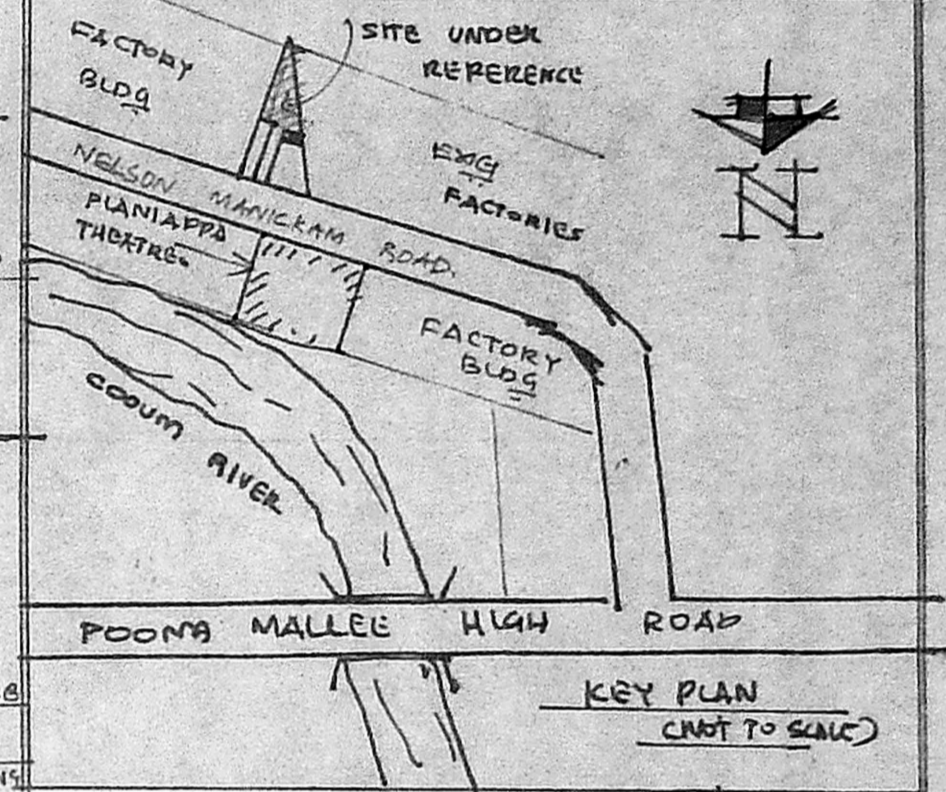 FACTORY
BLDG
SITE UNDER
REPERENCE
EXG
FACTORIES
N
NELSON MANICKAM ROAD.
PLANIAPPA
THEATRE.
FACTORY
BLDG
COOUM RIVER
POONA MALLEE HIGH ROAD
KEY PLAN
(NOT TO SCALE)